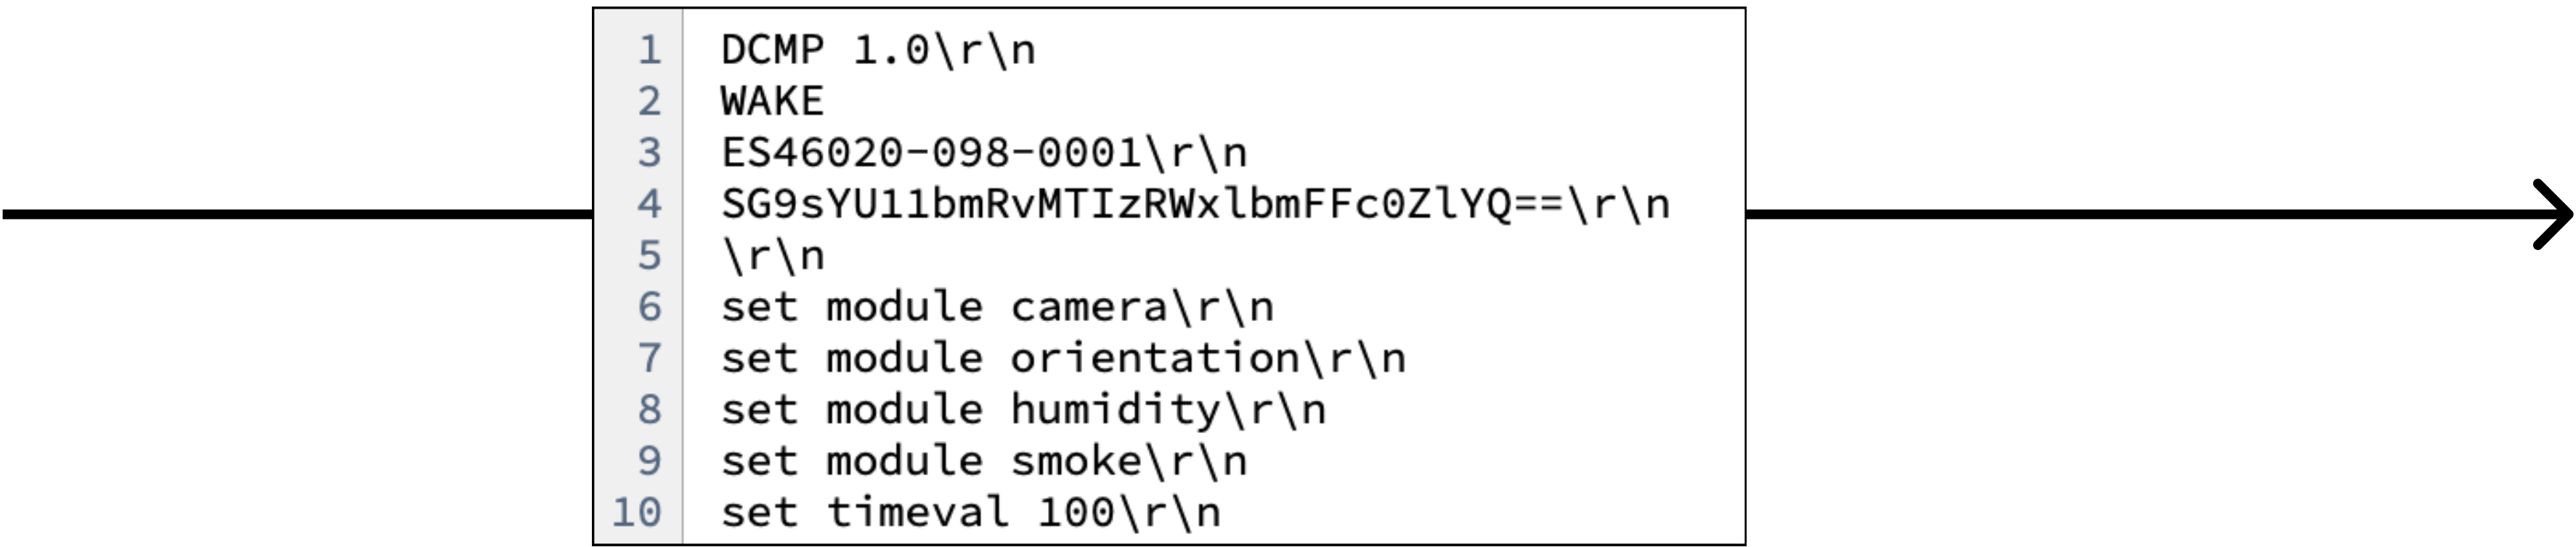 1 DCMP 1.0\r\n
2 WAKE
3 ES46020-098-0001\r\n
4 SG9sYU11bmRvMTIzRWxlbmFFc0ZlYQ==\r\n
5 \r\n
6 set module camera\r\n
7 set module orientation\r\n
8 set module humidity\r\n
9 set module smoke\r\n
10 set timeval 100\r\n